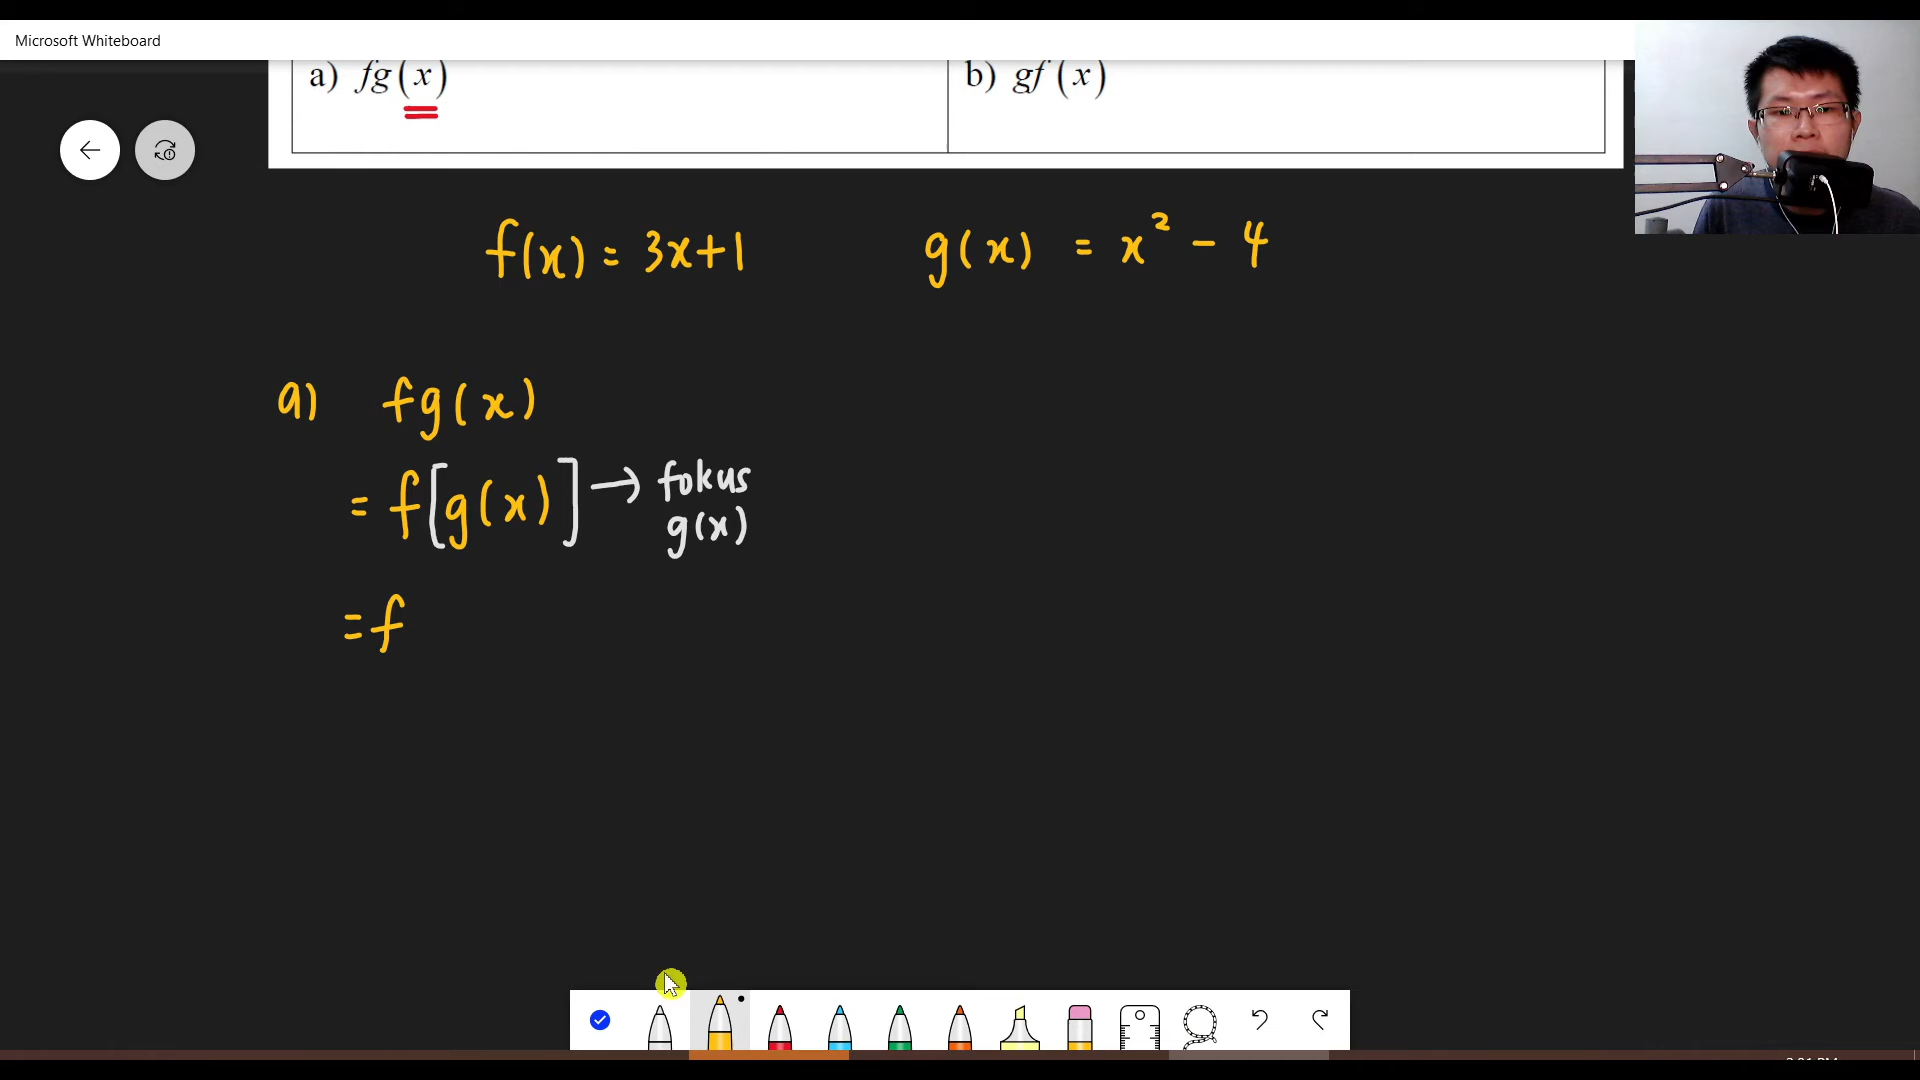 Microsoft Whiteboard
a) fg(x)
b) gf(x)
f(x) = 3x+1
g(x) = x² - 4
a) fg(x)
= f[g(x)] → fokus
g(x)
= f